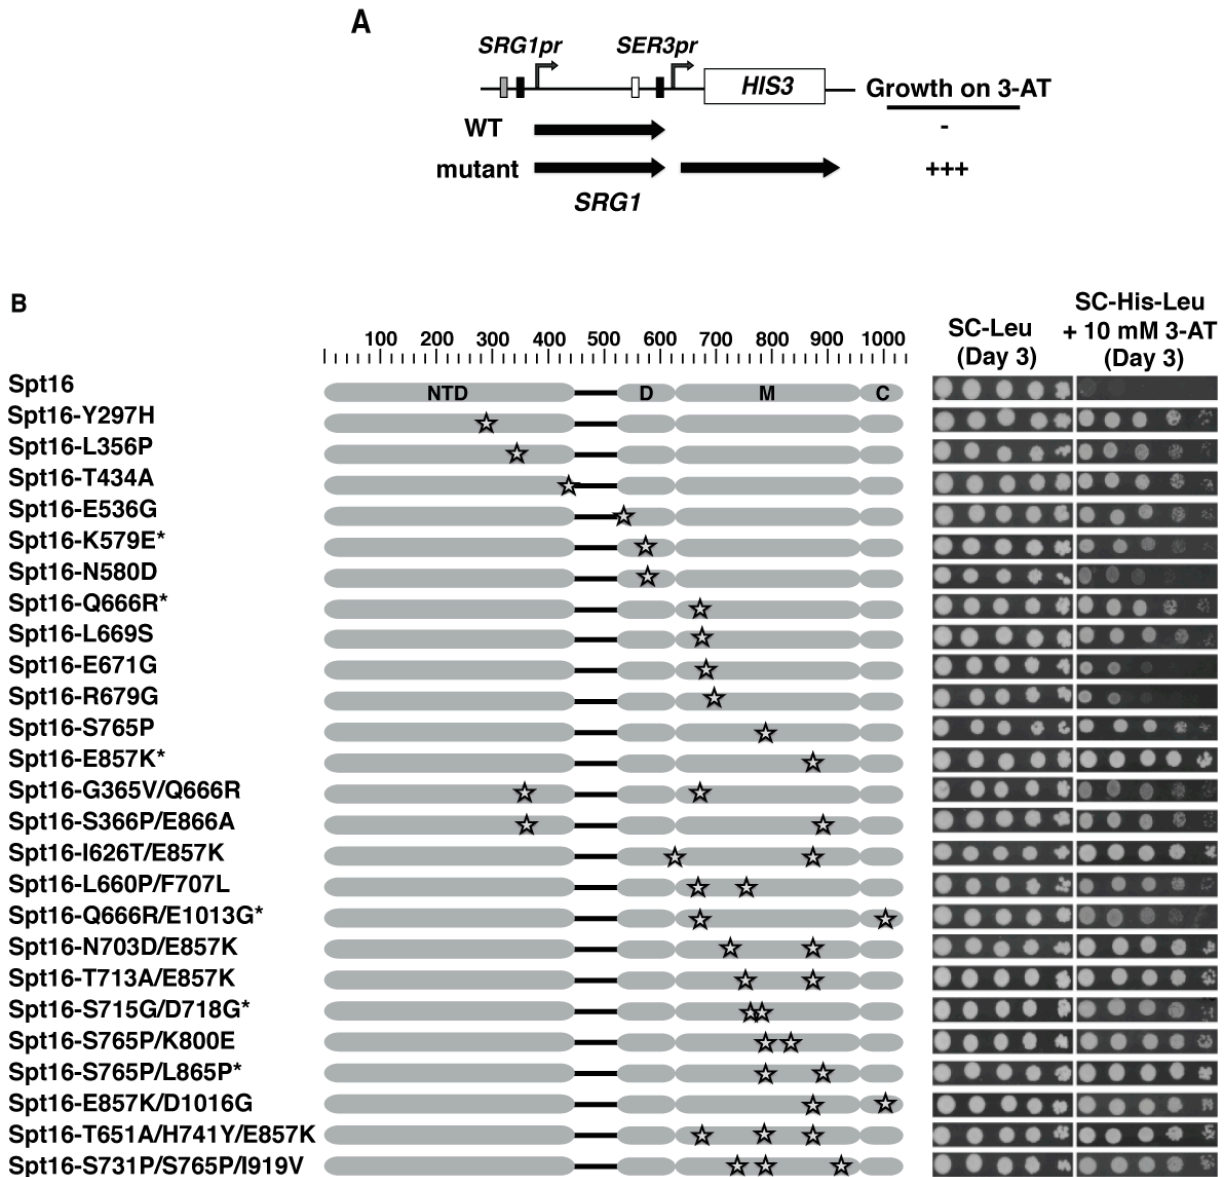 A
SRG1pr SER3pr
HIS3 Growth on 3-AT
WT -
mutant +++
SRG1
B
SC-His-Leu
SC-Leu + 10 mM 3-AT
100 200 300 400 500 600 700 800 900 1000 (Day 3) (Day 3)
Spt16 NTD D M C
Spt16-Y297H
Spt16-L356P
Spt16-T434A
Spt16-E536G
Spt16-K579E*
Spt16-N580D
Spt16-Q666R*
Spt16-L669S
Spt16-E671G
Spt16-R679G
Spt16-S765P
Spt16-E857K*
Spt16-G365V/Q666R
Spt16-S366P/E866A
Spt16-I626T/E857K
Spt16-L660P/F707L
Spt16-Q666R/E1013G*
Spt16-N703D/E857K
Spt16-T713A/E857K
Spt16-S715G/D718G*
Spt16-S765P/K800E
Spt16-S765P/L865P*
Spt16-E857K/D1016G
Spt16-T651A/H741Y/E857K
Spt16-S731P/S765P/I919V